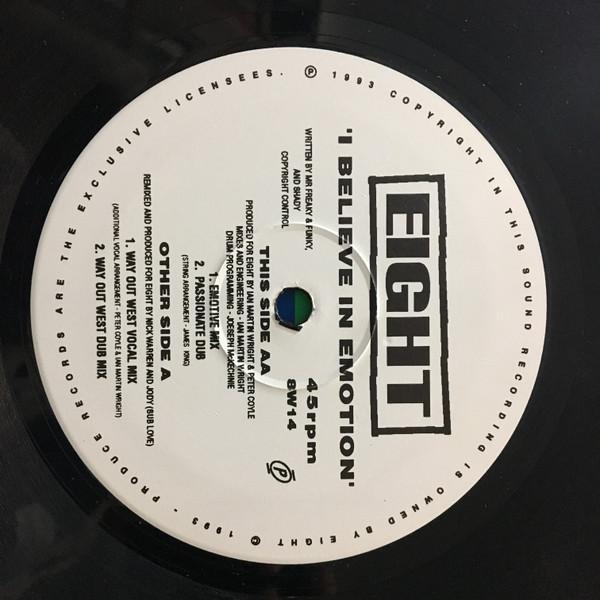 EIGHT
'I BELIEVE IN EMOTION'
WRITTEN BY MR FREAKY & FUNKY,
AND SHADY
COPYRIGHT CONTROL
45rpm
8W14
P
THIS SIDE AA
PRODUCED FOR EIGHT BY IAN MARTIN WRIGHT & PETER COYLE
MIXES AND ENGINEERING - IAN MARTIN WRIGHT
DRUM PROGRAMMING - JOEBEPH McLECHNIE
1. EMOTIVE MIX
2. PASSIONATE DUB
(STRING ARRANGEMENT - JAMES KING)
OTHER SIDE A
REMIXED AND PRODUCED FOR EIGHT BY NICK WARREN AND JODY (SUB LOVE)
1. WAY OUT WEST VOCAL MIX
(ADDITIONAL VOCAL ARRANGEMENT - PETER COYLE & IAN MARTIN WRIGHT)
2. WAY OUT WEST DUB MIX
℗ 1993 COPYRIGHT IN THIS SOUND RECORDING IS OWNED BY EIGHT © 1993 - PRODUCE RECORDS ARE THE EXCLUSIVE LICENSEES.